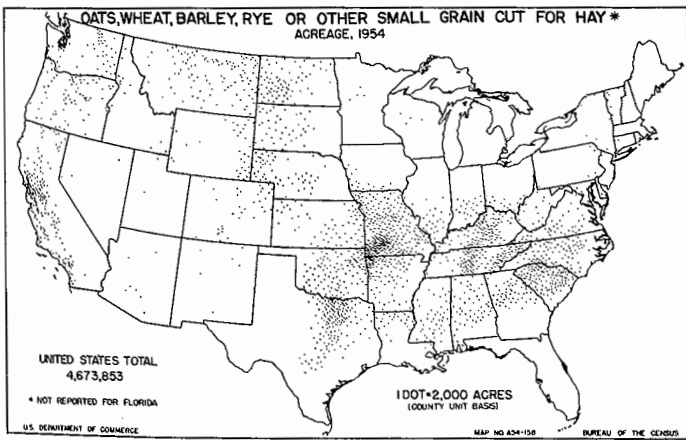 OATS, WHEAT, BARLEY, RYE OR OTHER SMALL GRAIN CUT FOR HAY *
ACREAGE, 1954
UNITED STATES TOTAL
4,673,853
* NOT REPORTED FOR FLORIDA
1 DOT=2,000 ACRES
(COUNTY UNIT BASIS)
U.S. DEPARTMENT OF COMMERCE
MAP NO. A54-158
BUREAU OF THE CENSUS